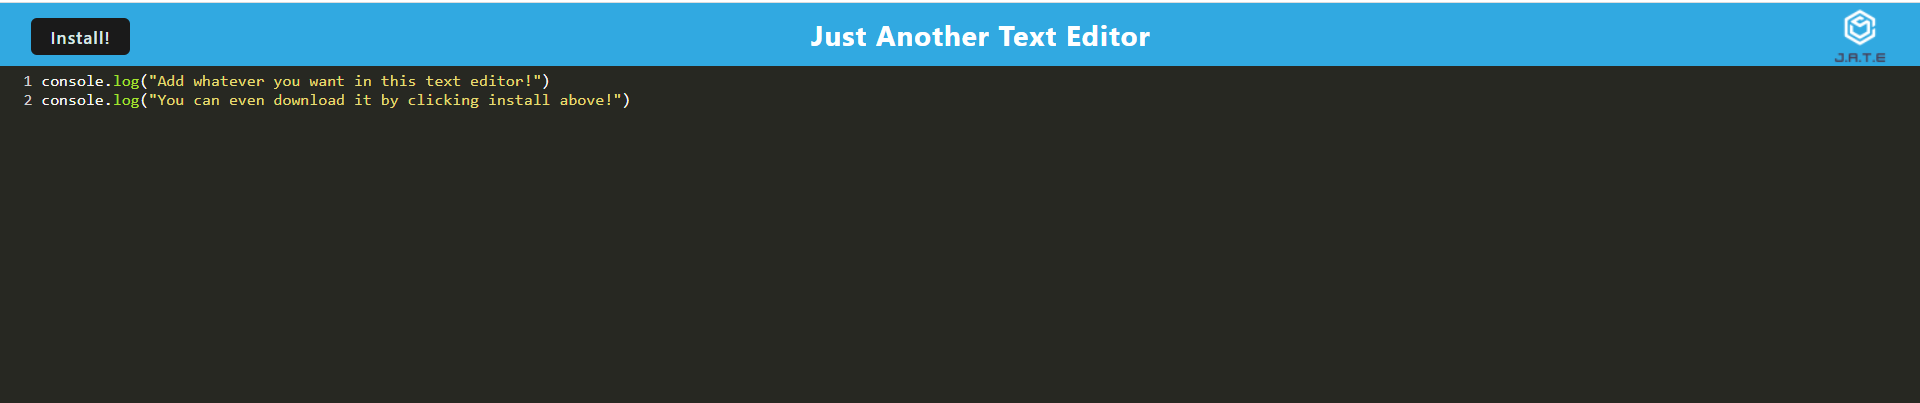 Install!
Just Another Text Editor
J.A.T.E
1 console.log("Add whatever you want in this text editor!")
2 console.log("You can even download it by clicking install above!")